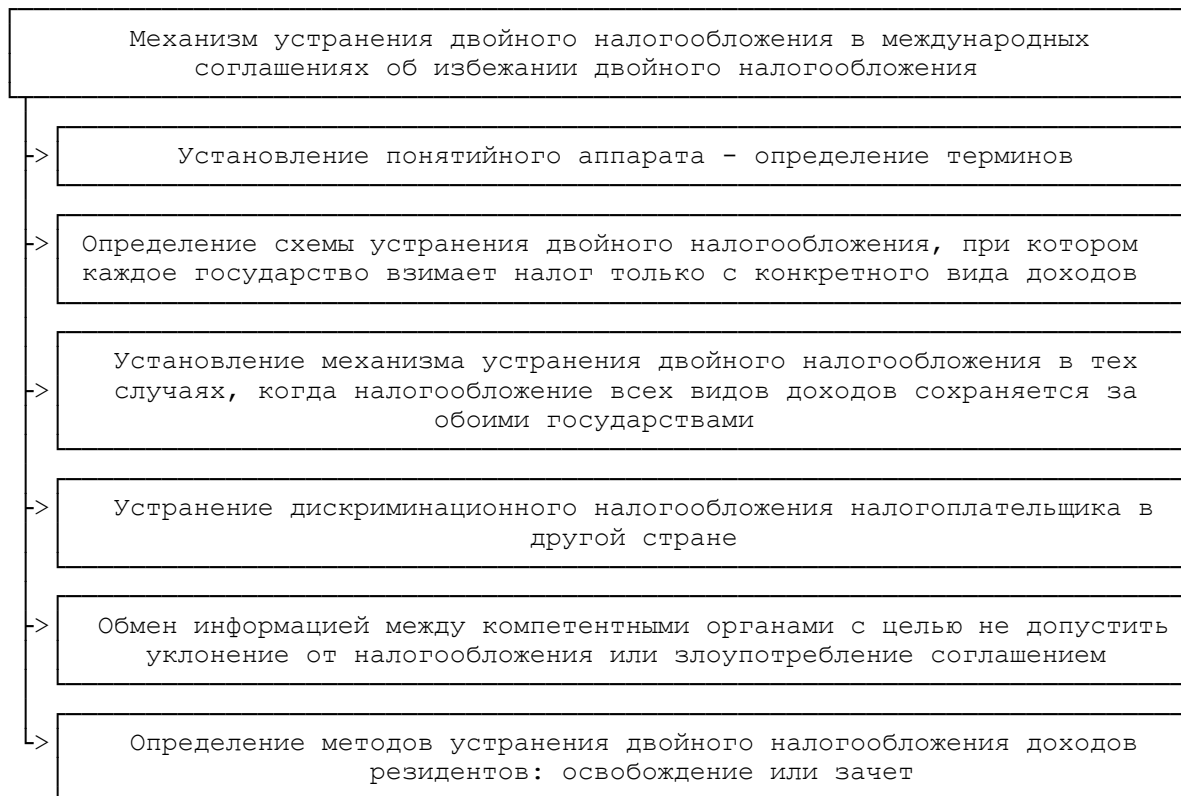 Механизм устранения двойного налогообложения в международных
соглашениях об избежании двойного налогообложения
Установление понятийного аппарата - определение терминов
Определение схемы устранения двойного налогообложения, при котором
каждое государство взимает налог только с конкретного вида доходов
Установление механизма устранения двойного налогообложения в тех
случаях, когда налогообложение всех видов доходов сохраняется за
обоими государствами
Устранение дискриминационного налогообложения налогоплательщика в
другой стране
Обмен информацией между компетентными органами с целью не допустить
уклонение от налогообложения или злоупотребление соглашением
Определение методов устранения двойного налогообложения доходов
резидентов: освобождение или зачет